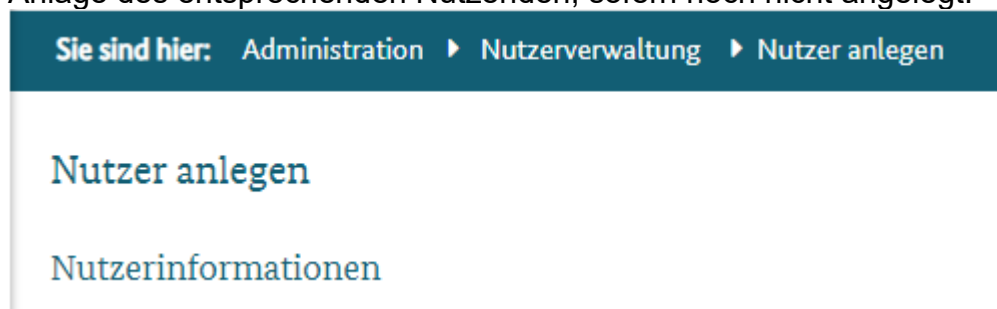 Anlage des entsprechenden Nutzenden, sofern noch nicht angelegt.
Sie sind hier: Administration Nutzerverwaltung Nutzer anlegen
Nutzer anlegen
Nutzerinformationen